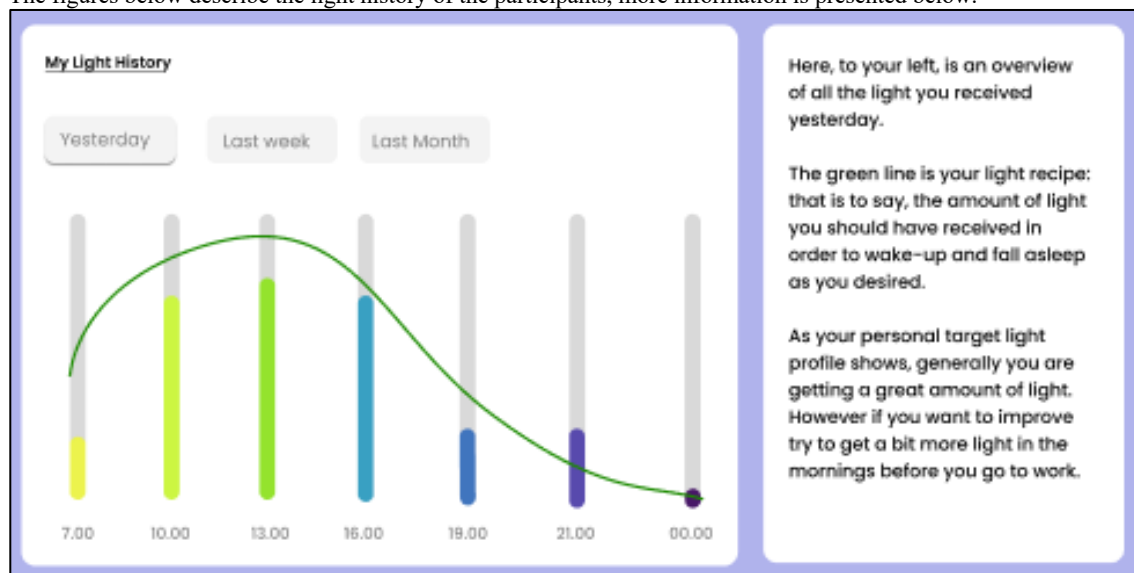 The figures below describe the light history of the participants, more information is presented below.
My Light History
Yesterday
Last week
Last Month
7.00
10.00
13.00
16.00
19.00
21.00
00.00
Here, to your left, is an overview
of all the light you received
yesterday.
The green line is your light recipe:
that is to say, the amount of light
you should have received in
order to wake-up and fall asleep
as you desired.
As your personal target light
profile shows, generally you are
getting a great amount of light.
However if you want to improve
try to get a bit more light in the
mornings before you go to work.